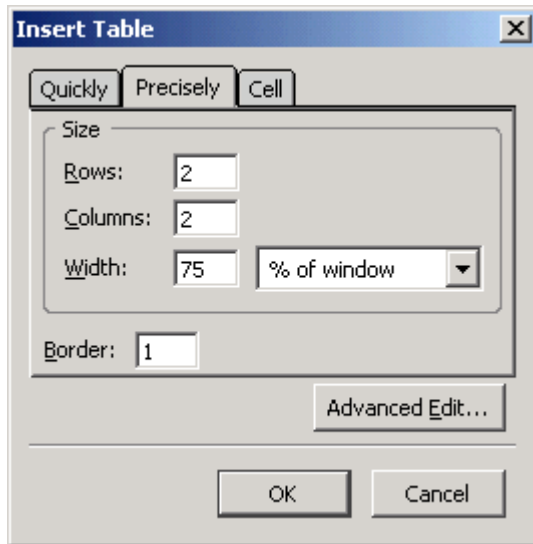 Insert Table
Quickly Precisely Cell
Size
Rows: 2
Columns: 2
Width: 75 % of window
Border: 1
Advanced Edit...
OK Cancel